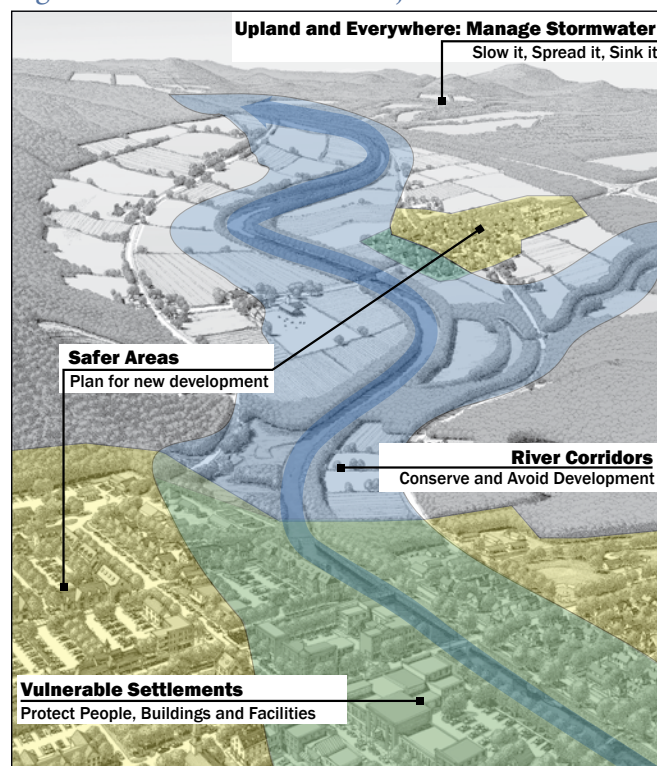 Upland and Everywhere: Manage Stormwater
Slow it, Spread it, Sink it
Safer Areas
Plan for new development
River Corridors
Conserve and Avoid Development
Vulnerable Settlements
Protect People, Buildings and Facilities